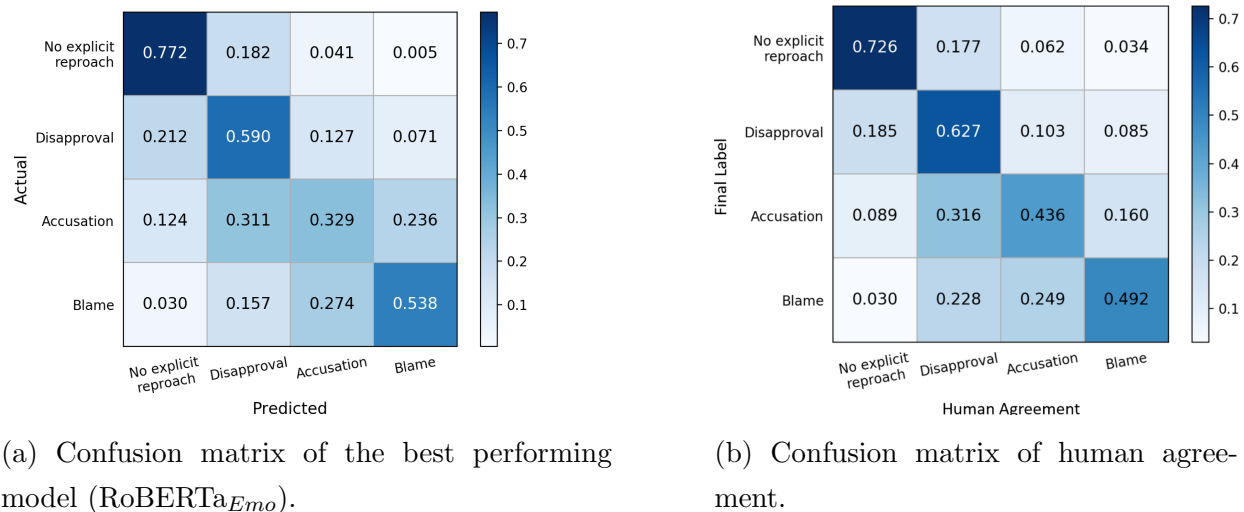 No explicit
reproach
0.772 0.182 0.041 0.005
Disapproval
0.212 0.590 0.127 0.071
Accusation
0.124 0.311 0.329 0.236
Blame
0.030 0.157 0.274 0.538
Actual
No explicit
reproach
Disapproval
Accusation
Blame
Predicted
0.7
0.6
0.5
0.4
0.3
0.2
0.1
(a) Confusion matrix of the best performing
model (RoBERTa_{Emo}).
No explicit
reproach
0.726 0.177 0.062 0.034
Disapproval
0.185 0.627 0.103 0.085
Accusation
0.089 0.316 0.436 0.160
Blame
0.030 0.228 0.249 0.492
Final Label
No explicit
reproach
Disapproval
Accusation
Blame
Human Agreement
0.7
0.6
0.5
0.4
0.3
0.2
0.1
(b) Confusion matrix of human agree-
ment.